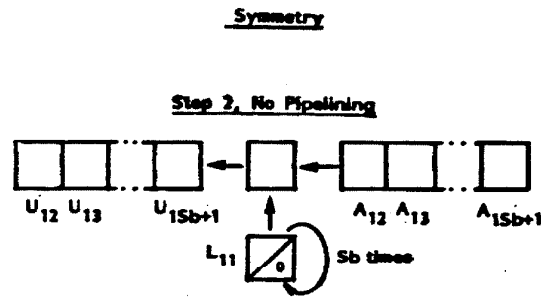 Symmetry
Step 2, No Pipelining
U12 U13 U1Sb+1 A12 A13 A1Sb+1
L11 0 Sb times